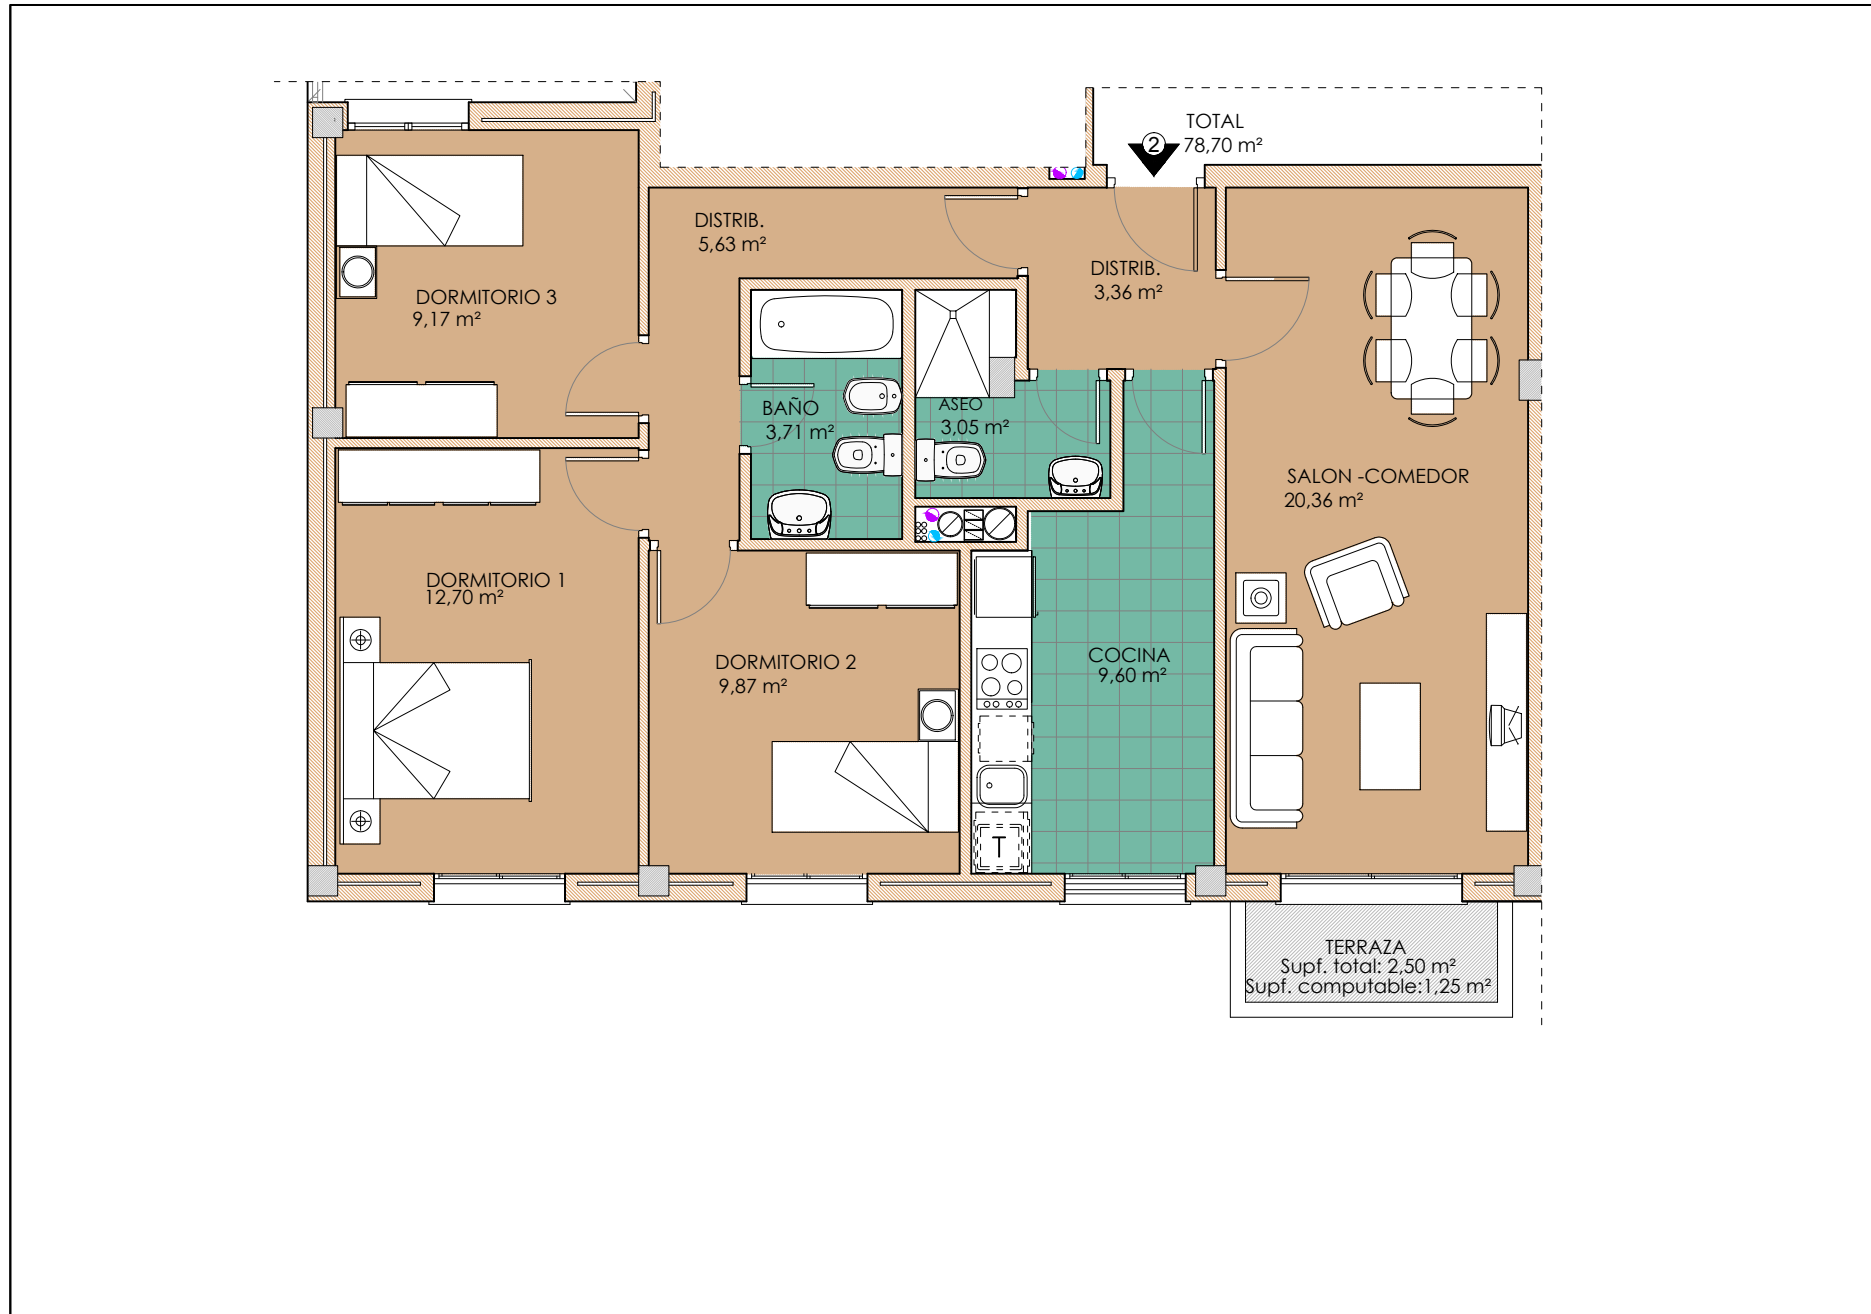 TOTAL
2 78,70 m²
DISTRIB.
5,63 m²
DISTRIB.
3,36 m²
DORMITORIO 3
9,17 m²
BAÑO
3,71 m²
ASEO
3,05 m²
SALON -COMEDOR
20,36 m²
DORMITORIO 1
12,70 m²
DORMITORIO 2
9,87 m²
COCINA
9,60 m²
T
TERRAZA
Supf. total: 2,50 m²
Supf. computable:1,25 m²